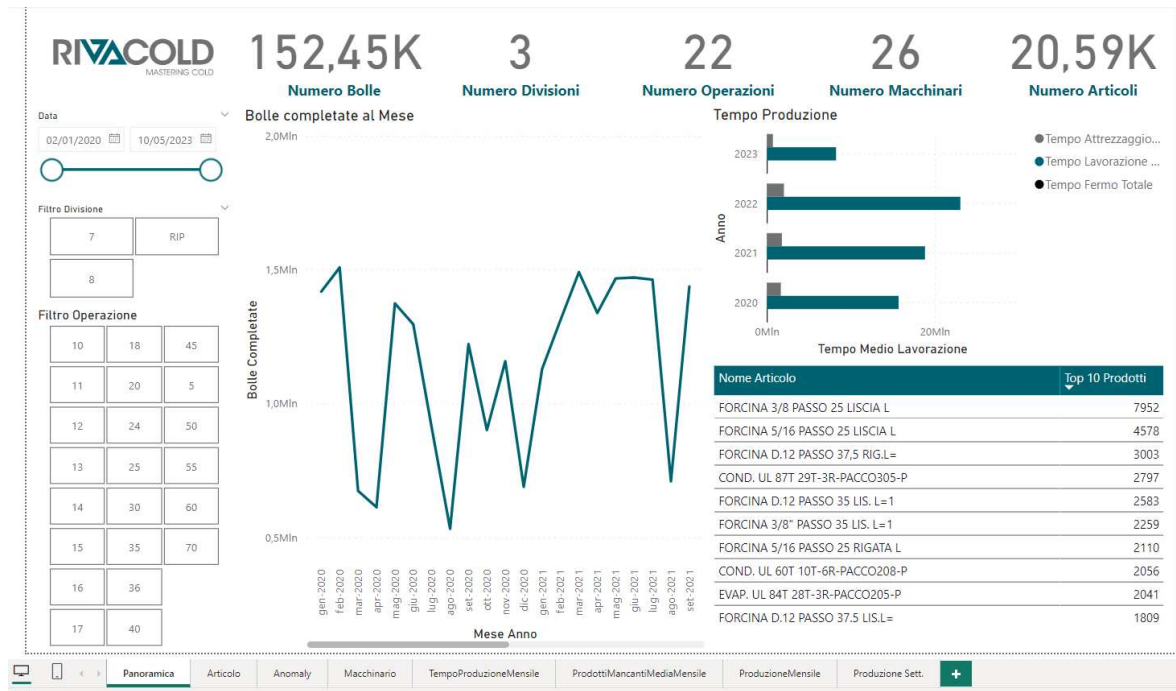 RIVACOLD
MASTERING COLD
152,45K
Numero Bolle
3
Numero Divisioni
22
Numero Operazioni
26
Numero Macchinari
20,59K
Numero Articoli
Data
02/01/2020
10/05/2023
Filtro Divisione
7
RIP
8
Filtro Operazione
10 18 45
11 20 5
12 24 50
13 25 55
14 30 60
15 35 70
16 36
17 40
Bolle completate al Mese
2,0Mln
1,5Mln
1,0Mln
0,5Mln
Bolle Completate
gen-2020
feb-2020
mar-2020
apr-2020
mag-2020
giu-2020
lug-2020
ago-2020
set-2020
ott-2020
nov-2020
dic-2020
gen-2021
feb-2021
mar-2021
apr-2021
mag-2021
giu-2021
lug-2021
ago-2021
set-2021
Mese Anno
Tempo Produzione
Anno
2023
2022
2021
2020
0Mln
20Mln
Tempo Medio Lavorazione
Tempo Attrezzaggio...
Tempo Lavorazione ...
Tempo Fermo Totale
Nome Articolo Top 10 Prodotti
FORCINA 3/8 PASSO 25 LISCIA L 7952
FORCINA 5/16 PASSO 25 LISCIA L 4578
FORCINA D.12 PASSO 37,5 RIG.L= 3003
COND. UL 87T 29T-3R-PACCO305-P 2797
FORCINA D.12 PASSO 35 LIS. L=1 2583
FORCINA 3/8" PASSO 35 LIS. L=1 2259
FORCINA 5/16 PASSO 25 RIGATA L 2110
COND. UL 60T 10T-6R-PACCO208-P 2056
EVAP. UL 84T 28T-3R-PACCO205-P 2041
FORCINA D.12 PASSO 37.5 LIS.L= 1809
Panoramica
Articolo
Anomaly
Macchinario
TempoProduzioneMensile
ProdottiMancantiMediaMensile
ProduzioneMensile
Produzione Sett.
+